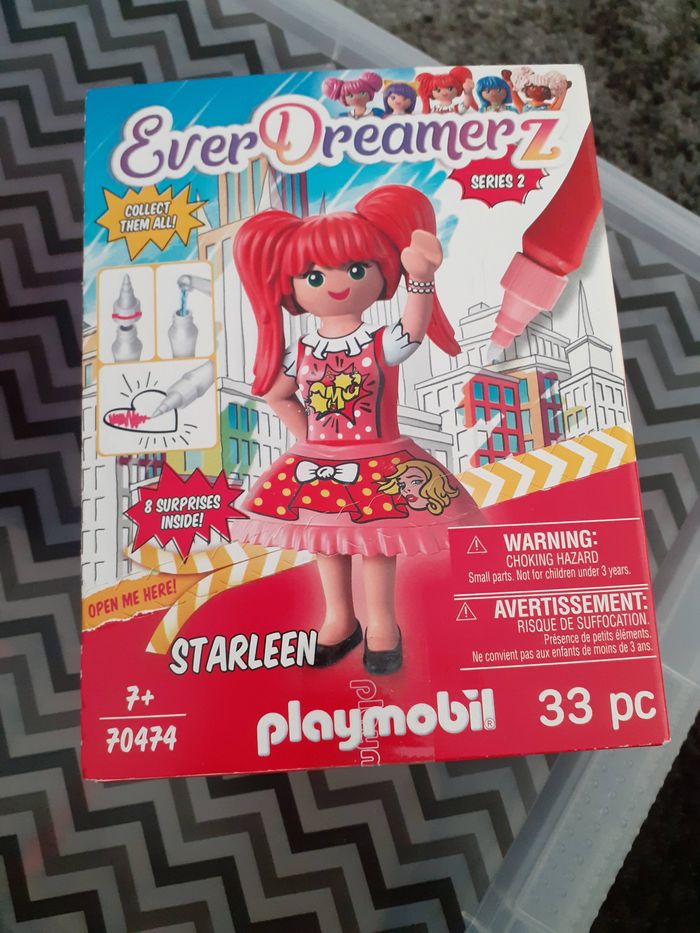 EverDreamerz
SERIES 2
COLLECT
THEM ALL!
8 SURPRISES
INSIDE!
OPEN ME HERE!
STARLEEN
WARNING:
CHOKING HAZARD
Small parts. Not for children under 3 years.
AVERTISSEMENT:
RISQUE DE SUFFOCATION.
Présence de petits éléments.
Ne convient pas aux enfants de moins de 3 ans.
7+
70474
playmobil®
33 pc